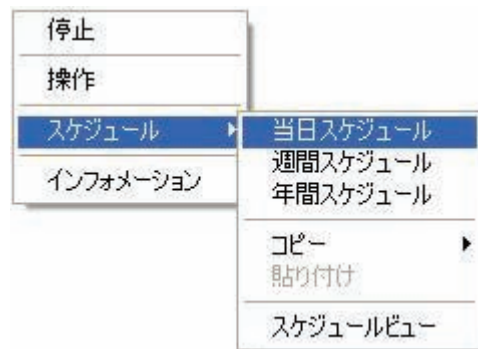 停止
操作
スケジュール
インフォメーション
当日スケジュール
週間スケジュール
年間スケジュール
コピー
貼り付け
スケジュールビュー